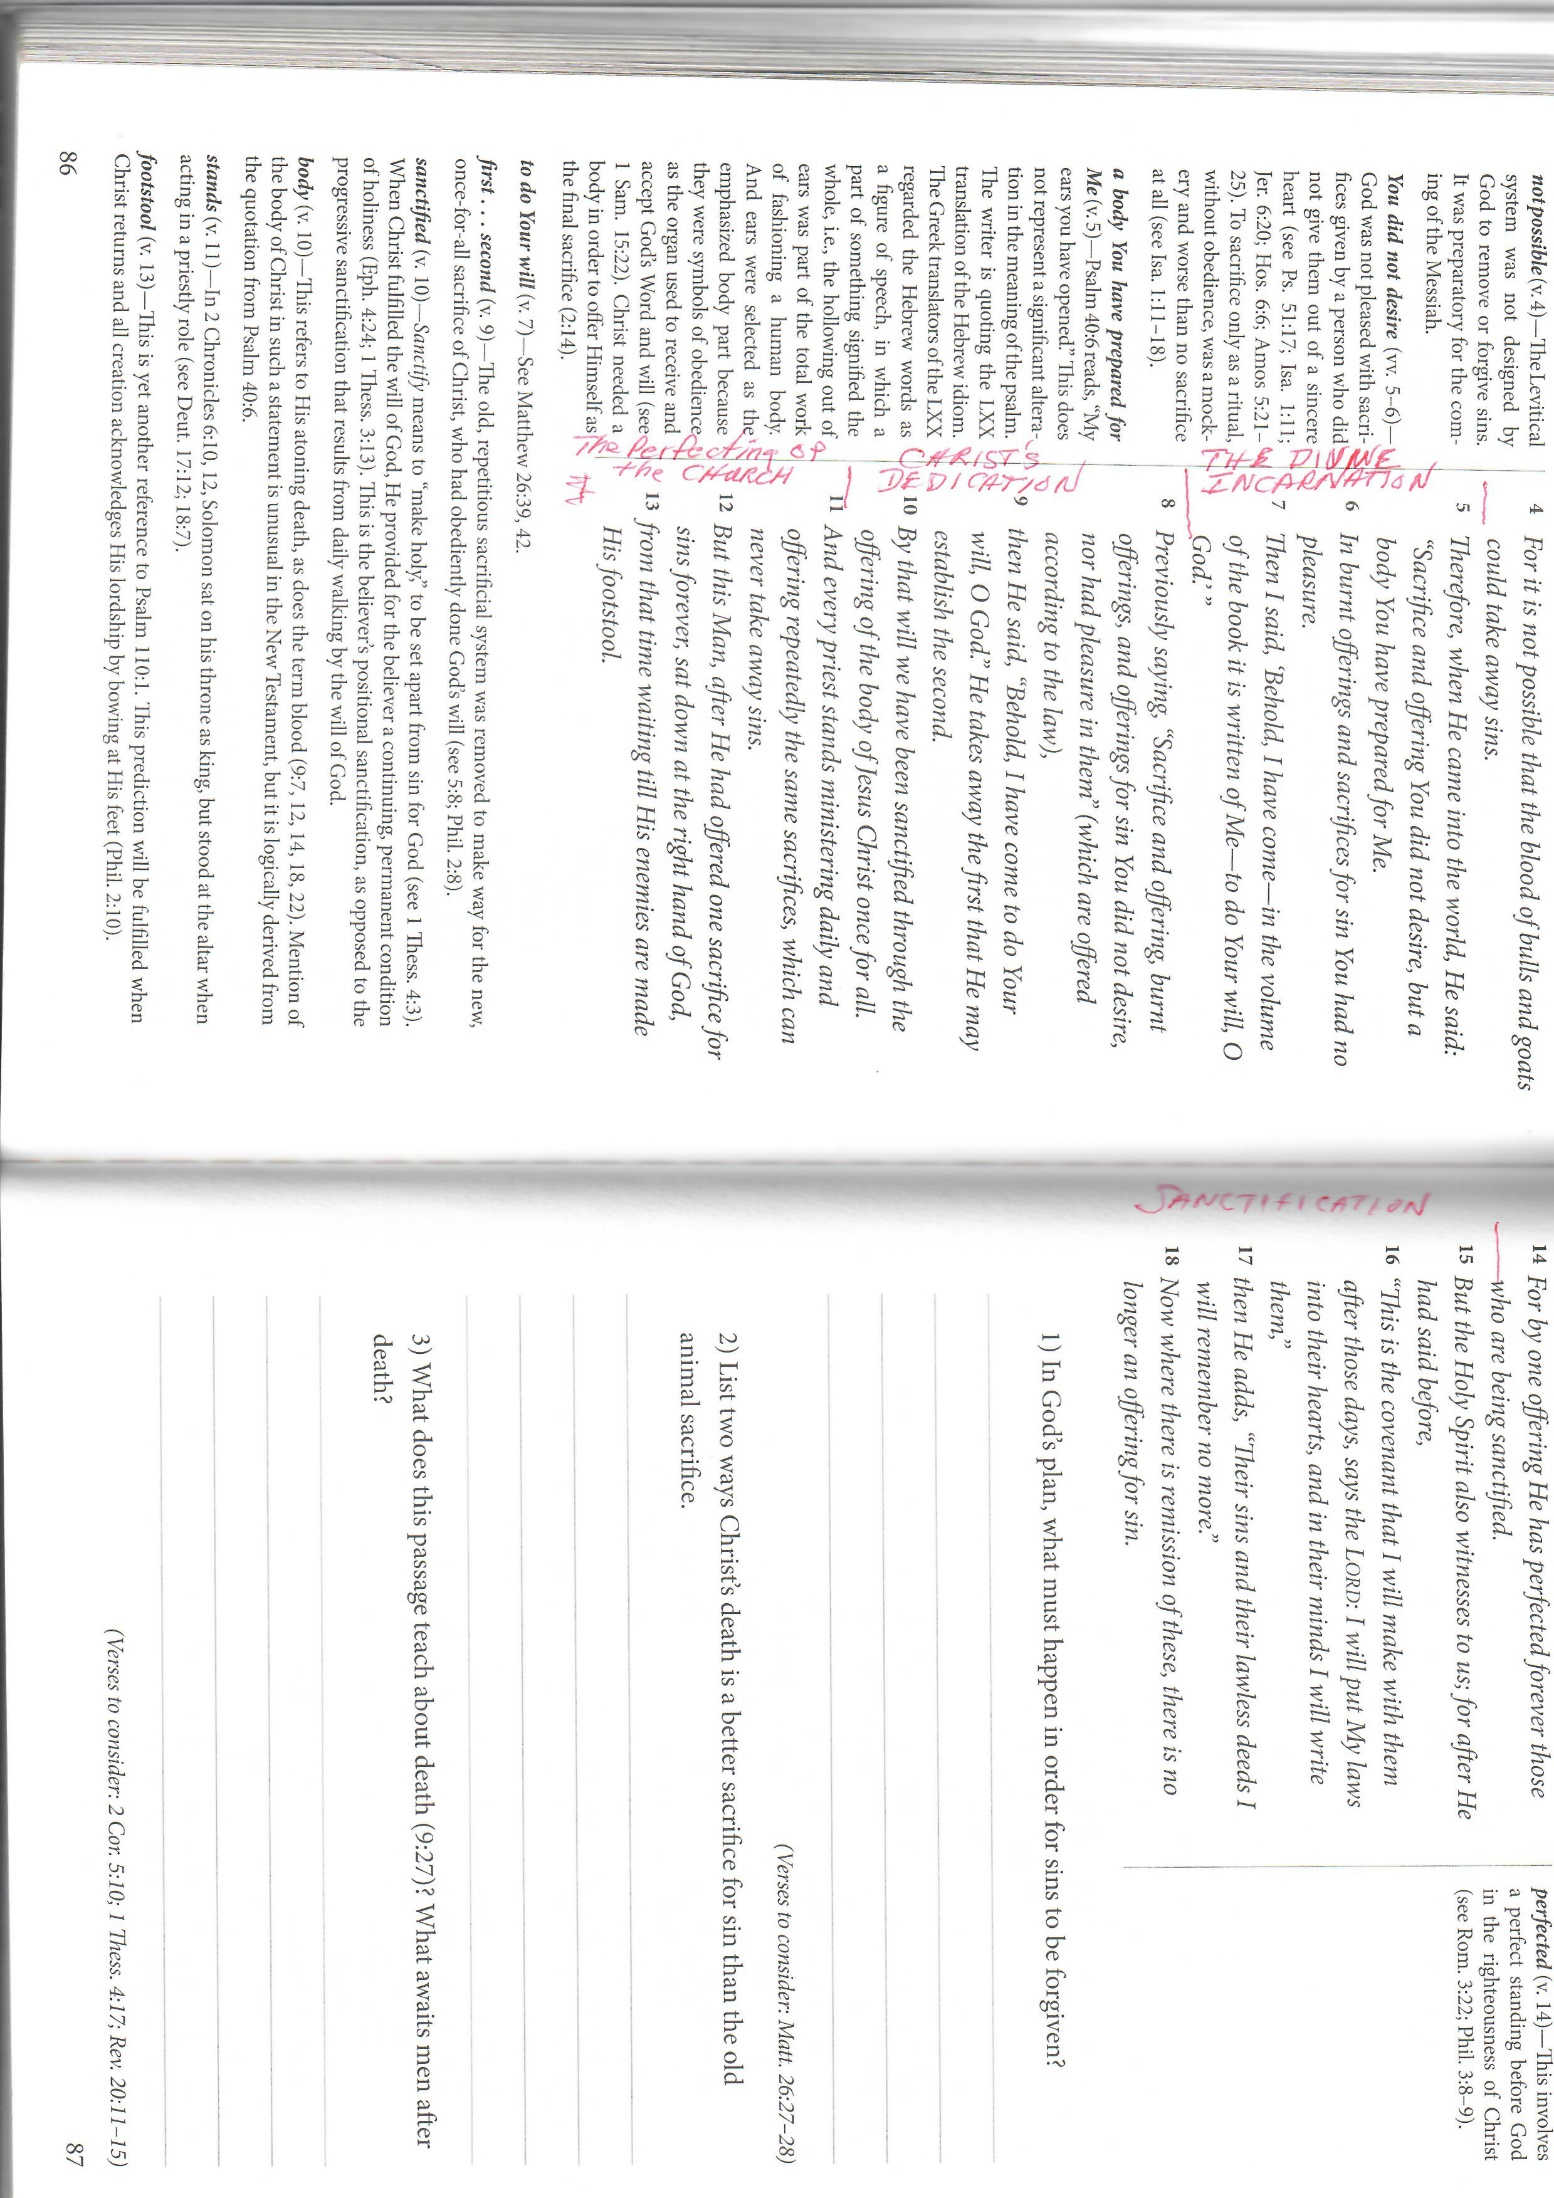 not possible (v. 4)—The Levitical
system was not designed by
God to remove or forgive sins.
It was preparatory for the com-
ing of the Messiah.
You did not desire (vv. 5–6)—
God was not pleased with sacri-
fices given by a person who did
not give them out of a sincere
heart (see Ps. 51:17; Isa. 1:11;
Jer. 6:20; Hos. 6:6; Amos 5:21–
25). To sacrifice only as a ritual,
without obedience, was a mock-
ery and worse than no sacrifice
at all (see Isa. 1:11–18).
a body You have prepared for
Me (v. 5)—Psalm 40:6 reads, “My
ears you have opened.” This does
not represent a significant altera-
tion in the meaning of the psalm.
The writer is quoting the LXX
translation of the Hebrew idiom.
The Greek translators of the LXX
regarded the Hebrew words as
a figure of speech, in which a
part of something signified the
whole, i.e., the hollowing out of
ears was part of the total work
of fashioning a human body.
And ears were selected as the
emphasized body part because
they were symbols of obedience
as the organ used to receive and
accept God’s Word and will (see
1 Sam. 15:22). Christ needed a
body in order to offer Himself as
the final sacrifice (2:14).
THE DIVINE
INCARNATION
CHRIST'S
DEDICATION
The Perfecting OF
the CHURCH
4 For it is not possible that the blood of bulls and goats
could take away sins.
5 Therefore, when He came into the world, He said:
“Sacrifice and offering You did not desire, but a
body You have prepared for Me.
6 In burnt offerings and sacrifices for sin You had no
pleasure.
7 Then I said, ‘Behold, I have come—in the volume
of the book it is written of Me—to do Your will, O
God.’ ”
8 Previously saying, “Sacrifice and offering, burnt
offerings, and offerings for sin You did not desire,
nor had pleasure in them” (which are offered
according to the law),
9 then He said, “Behold, I have come to do Your
will, O God.” He takes away the first that He may
establish the second.
10 By that will we have been sanctified through the
offering of the body of Jesus Christ once for all.
11 And every priest stands ministering daily and
offering repeatedly the same sacrifices, which can
never take away sins.
12 But this Man, after He had offered one sacrifice for
sins forever, sat down at the right hand of God,
13 from that time waiting till His enemies are made
His footstool.
to do Your will (v. 7)—See Matthew 26:39, 42.
first . . . second (v. 9)—The old, repetitious sacrificial system was removed to make way for the new,
once-for-all sacrifice of Christ, who had obediently done God’s will (see 5:8; Phil. 2:8).
sanctified (v. 10)—Sanctify means to “make holy,” to be set apart from sin for God (see 1 Thess. 4:3).
When Christ fulfilled the will of God, He provided for the believer a continuing, permanent condition
of holiness (Eph. 4:24; 1 Thess. 3:13). This is the believer’s positional sanctification, as opposed to the
progressive sanctification that results from daily walking by the will of God.
body (v. 10)—This refers to His atoning death, as does the term blood (9:7, 12, 14, 18, 22). Mention of
the body of Christ in such a statement is unusual in the New Testament, but it is logically derived from
the quotation from Psalm 40:6.
stands (v. 11)—In 2 Chronicles 6:10, 12, Solomon sat on his throne as king, but stood at the altar when
acting in a priestly role (see Deut. 17:12; 18:7).
footstool (v. 13)—This is yet another reference to Psalm 110:1. This prediction will be fulfilled when
Christ returns and all creation acknowledges His lordship by bowing at His feet (Phil. 2:10).
86
SANCTIFICATION
14 For by one offering He has perfected forever those
who are being sanctified.
15 But the Holy Spirit also witnesses to us; for after He
had said before,
16 “This is the covenant that I will make with them
after those days, says the LORD: I will put My laws
into their hearts, and in their minds I will write
them,”
17 then He adds, “Their sins and their lawless deeds I
will remember no more.”
18 Now where there is remission of these, there is no
longer an offering for sin.
perfected (v. 14)—This involves
a perfect standing before God
in the righteousness of Christ
(see Rom. 3:22; Phil. 3:8–9).
1) In God’s plan, what must happen in order for sins to be forgiven?
(Verses to consider: Matt. 26:27–28)
2) List two ways Christ’s death is a better sacrifice for sin than the old
animal sacrifice.
3) What does this passage teach about death (9:27)? What awaits men after
death?
(Verses to consider: 2 Cor. 5:10; 1 Thess. 4:17; Rev. 20:11–15)
87